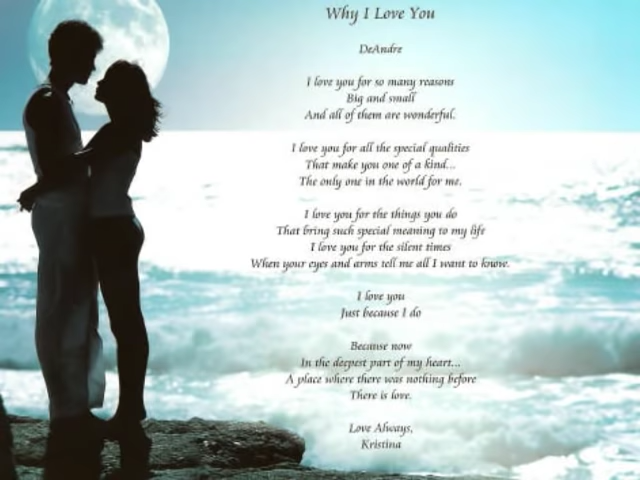 Why I Love You
DeAndre
I love you for so many reasons
Big and small
And all of them are wonderful.
I love you for all the special qualities
That make you one of a kind...
The only one in the world for me.
I love you for the things you do
That bring such special meaning to my life
I love you for the silent times
When your eyes and arms tell me all I want to know.
I love you
Just because I do
Because now
In the deepest part of my heart...
A place where there was nothing before
There is love.
Love Always,
Kristina